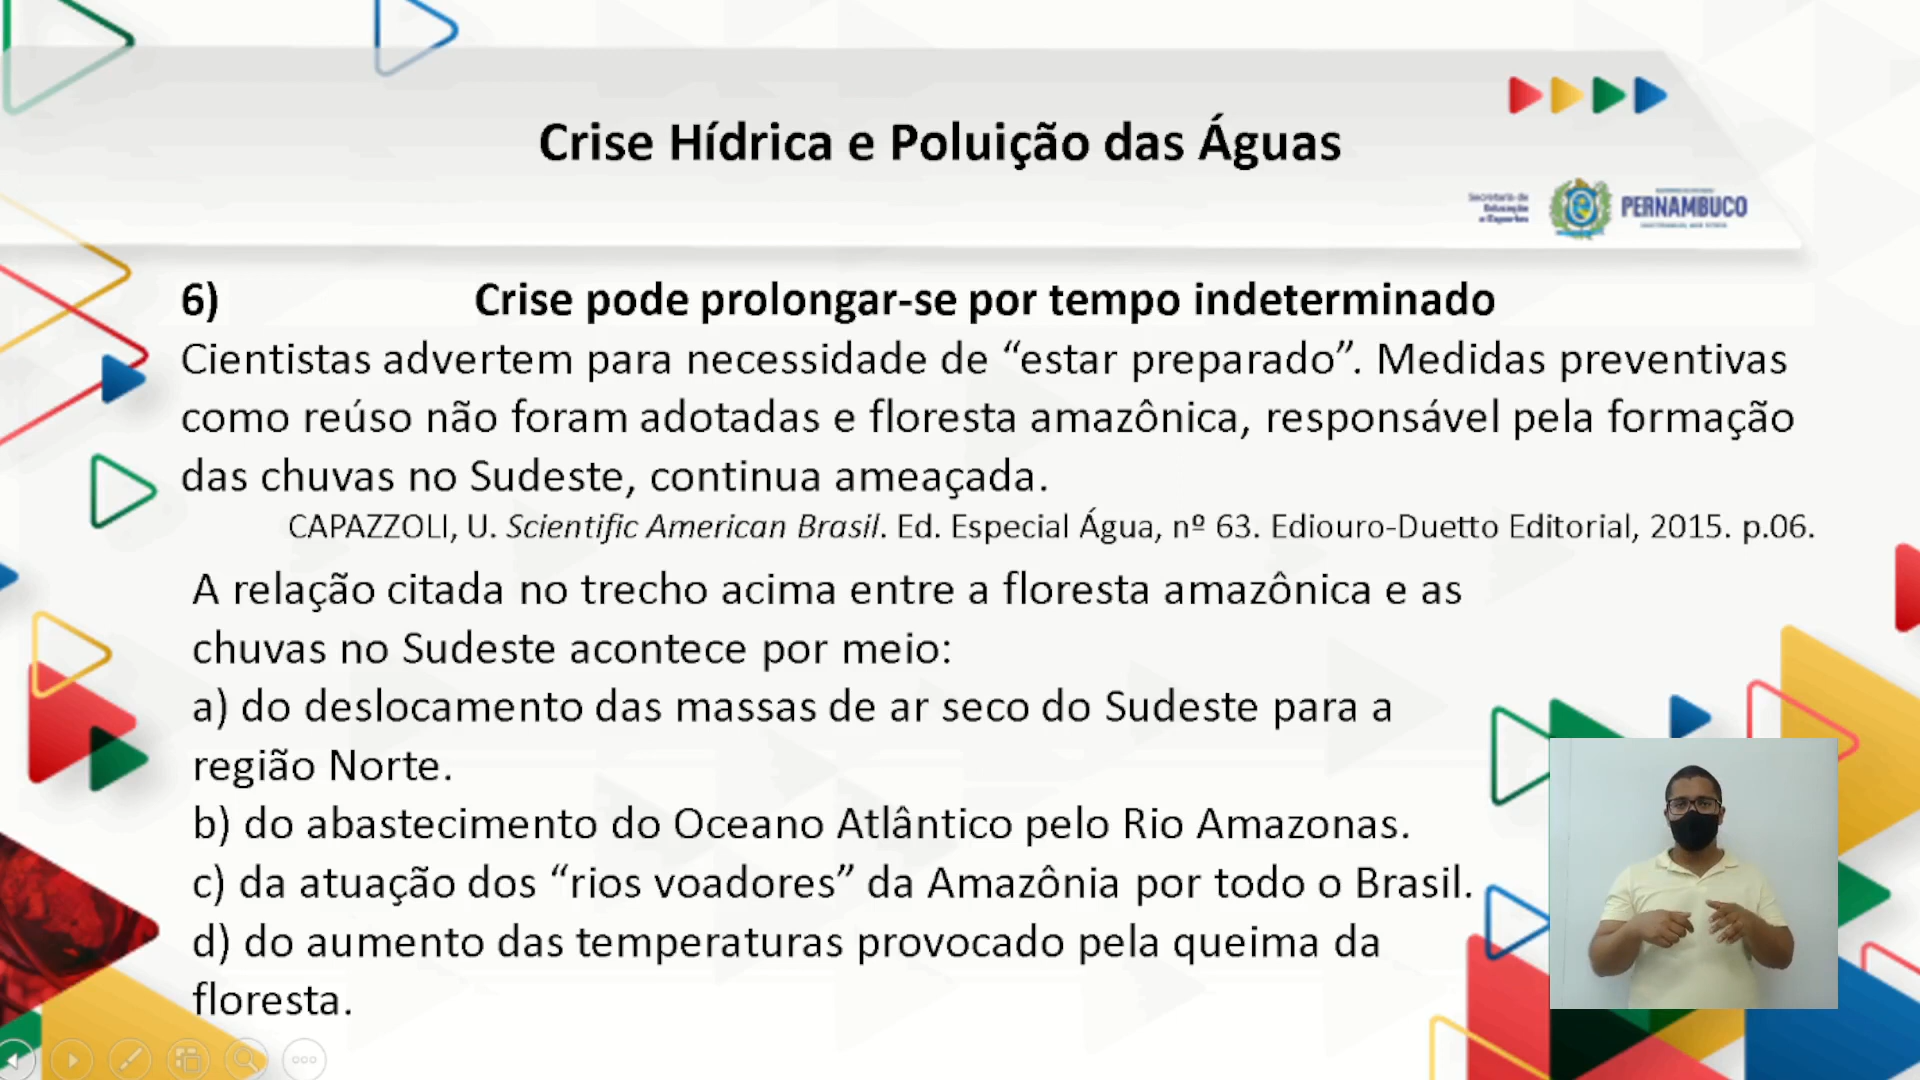 Crise Hídrica e Poluição das Águas
Secretaria de
Educação
e Esportes
PERNAMBUCO
6) Crise pode prolongar-se por tempo indeterminado
Cientistas advertem para necessidade de “estar preparado”. Medidas preventivas
como reúso não foram adotadas e floresta amazônica, responsável pela formação
das chuvas no Sudeste, continua ameaçada.
CAPAZZOLI, U. Scientific American Brasil. Ed. Especial Água, nº 63. Ediouro-Duetto Editorial, 2015. p.06.
A relação citada no trecho acima entre a floresta amazônica e as
chuvas no Sudeste acontece por meio:
a) do deslocamento das massas de ar seco do Sudeste para a
região Norte.
b) do abastecimento do Oceano Atlântico pelo Rio Amazonas.
c) da atuação dos “rios voadores” da Amazônia por todo o Brasil.
d) do aumento das temperaturas provocado pela queima da
floresta.